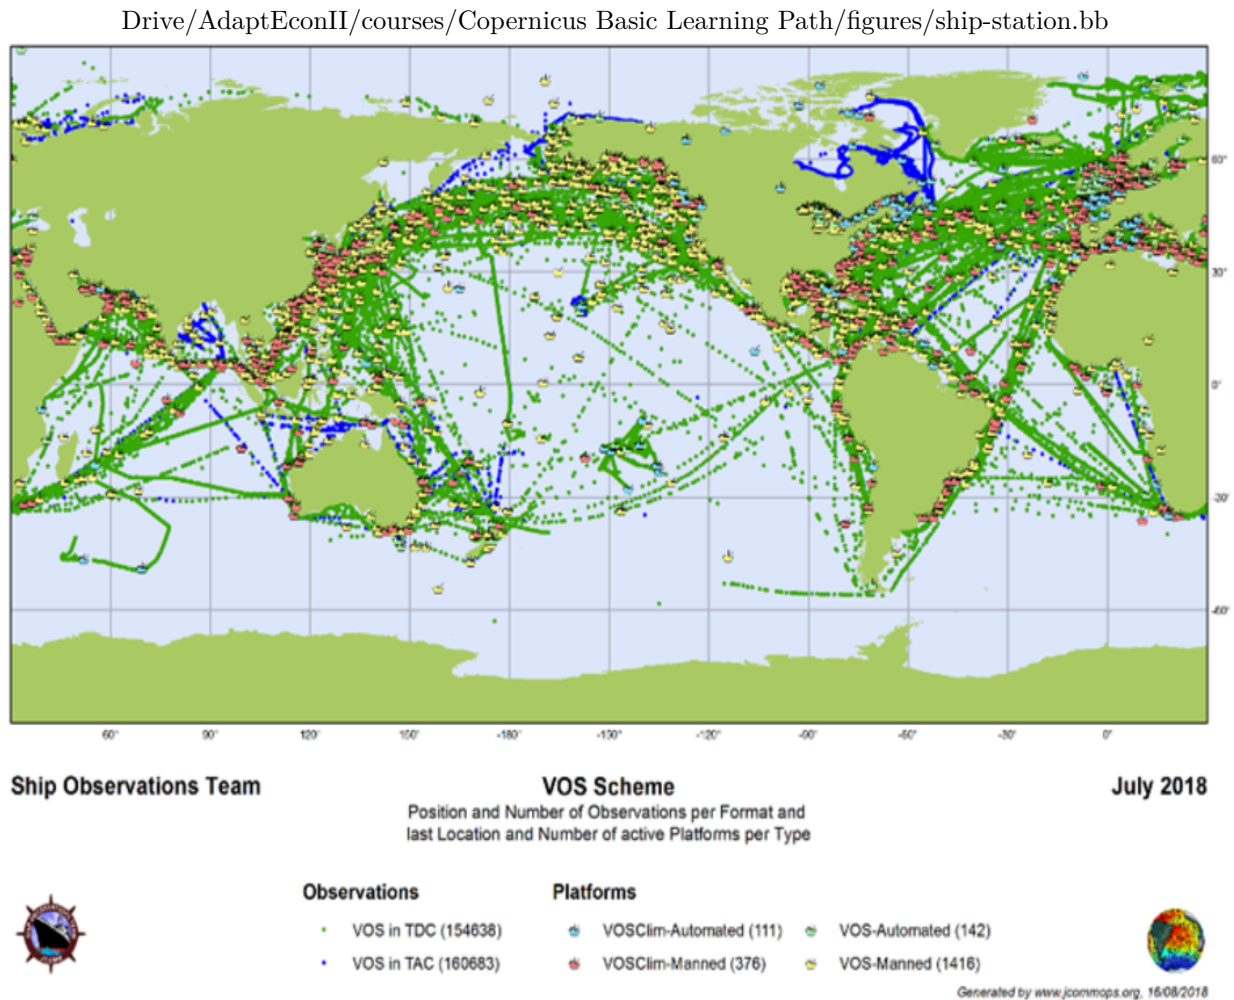 Drive/AdaptEconII/courses/Copernicus Basic Learning Path/figures/ship-station.bb
60°
30°
0°
-30°
-60°
60° 90° 120° 150° -180° -150° -120° -90° -60° -30° 0°
Ship Observations Team VOS Scheme July 2018
Position and Number of Observations per Format and
last Location and Number of active Platforms per Type
Observations Platforms
VOS in TDC (154638) VOSClim-Automated (111) VOS-Automated (142)
VOS in TAC (160683) VOSClim-Manned (376) VOS-Manned (1416)
Generated by www.jcommops.org, 16/08/2018